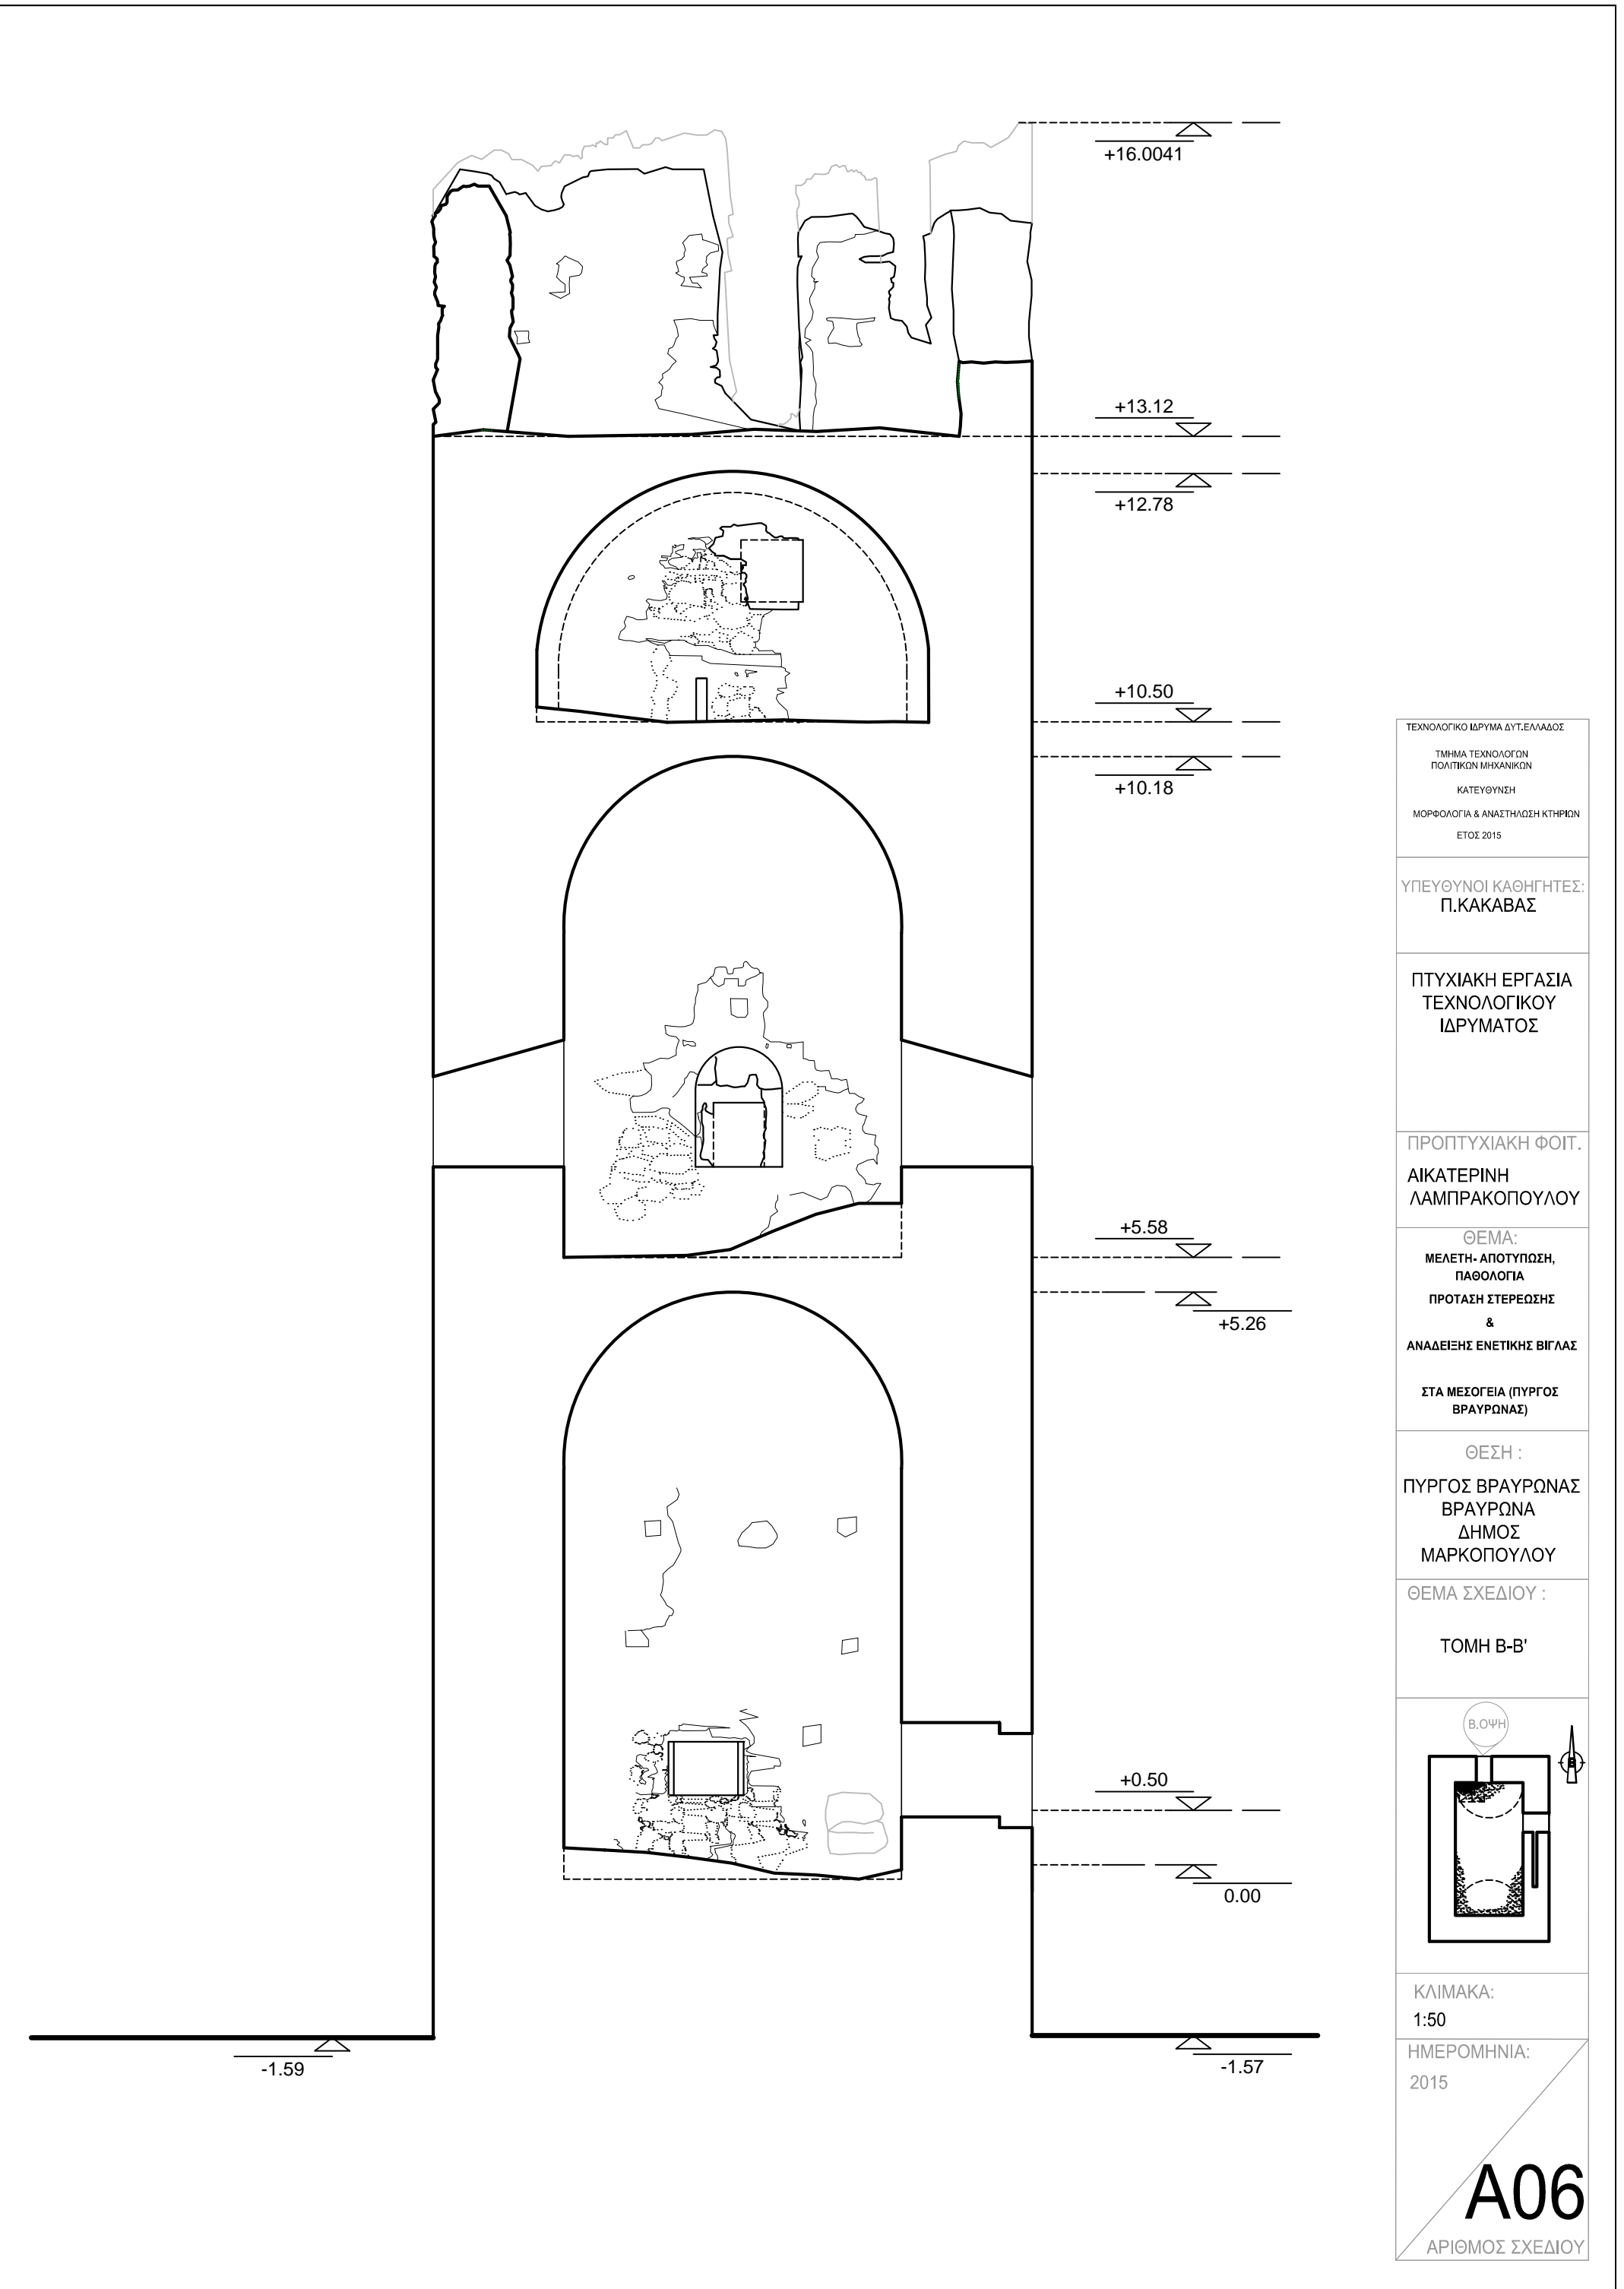 +16.0041
+13.12
+12.78
+10.50
+10.18
+5.58
+5.26
+0.50
0.00
-1.59
-1.57
ΤΕΧΝΟΛΟΓΙΚΟ ΙΔΡΥΜΑ ΔΥΤ.ΕΛΛΑΔΟΣ
ΤΜΗΜΑ ΤΕΧΝΟΛΟΓΩΝ
ΠΟΛΙΤΙΚΩΝ ΜΗΧΑΝΙΚΩΝ
ΚΑΤΕΥΘΥΝΣΗ
ΜΟΡΦΟΛΟΓΙΑ & ΑΝΑΣΤΗΛΩΣΗ ΚΤΗΡΙΩΝ
ΕΤΟΣ 2015
ΥΠΕΥΘΥΝΟΙ ΚΑΘΗΓΗΤΕΣ:
Π.ΚΑΚΑΒΑΣ
ΠΤΥΧΙΑΚΗ ΕΡΓΑΣΙΑ
ΤΕΧΝΟΛΟΓΙΚΟΥ
ΙΔΡΥΜΑΤΟΣ
ΠΡΟΠΤΥΧΙΑΚΗ ΦΟΙΤ.
ΑΙΚΑΤΕΡΙΝΗ
ΛΑΜΠΡΑΚΟΠΟΥΛΟΥ
ΘΕΜΑ:
ΜΕΛΕΤΗ- ΑΠΟΤΥΠΩΣΗ,
ΠΑΘΟΛΟΓΙΑ
ΠΡΟΤΑΣΗ ΣΤΕΡΕΩΣΗΣ
&
ΑΝΑΔΕΙΞΗΣ ΕΝΕΤΙΚΗΣ ΒΙΓΛΑΣ
ΣΤΑ ΜΕΣΟΓΕΙΑ (ΠΥΡΓΟΣ
ΒΡΑΥΡΩΝΑΣ)
ΘΕΣΗ :
ΠΥΡΓΟΣ ΒΡΑΥΡΩΝΑΣ
ΒΡΑΥΡΩΝΑ
ΔΗΜΟΣ
ΜΑΡΚΟΠΟΥΛΟΥ
ΘΕΜΑ ΣΧΕΔΙΟΥ :
ΤΟΜΗ Β-Β'
Β.ΟΨΗ
ΚΛΙΜΑΚΑ:
1:50
ΗΜΕΡΟΜΗΝΙΑ:
2015
Α06
ΑΡΙΘΜΟΣ ΣΧΕΔΙΟΥ